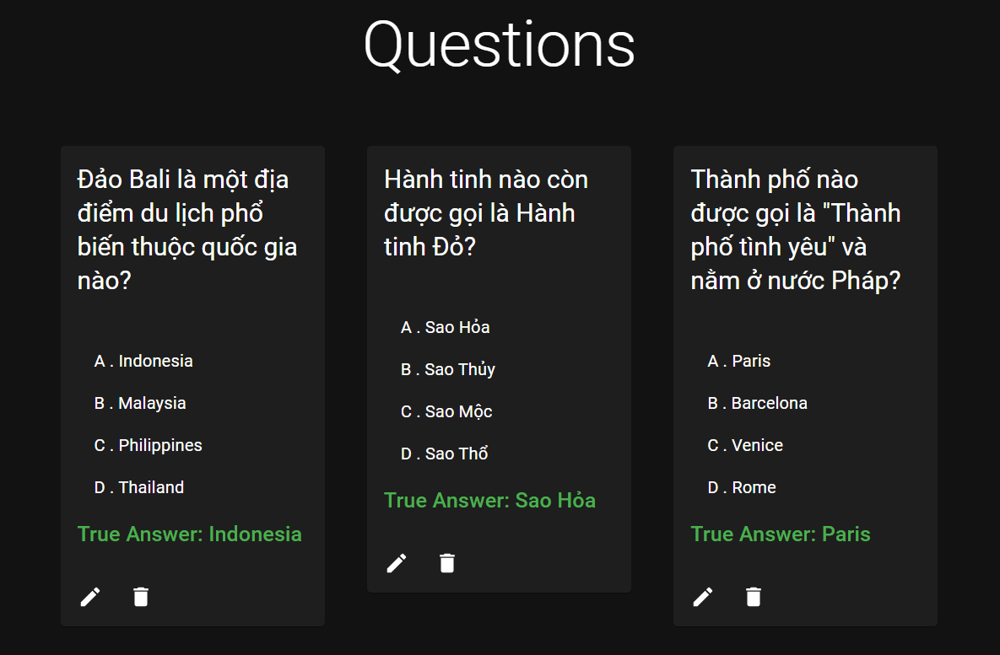 Questions
Đảo Bali là một địa
điểm du lịch phổ
biến thuộc quốc gia
nào?
A . Indonesia
B . Malaysia
C . Philippines
D . Thailand
True Answer: Indonesia
Hành tinh nào còn
được gọi là Hành
tinh Đỏ?
A . Sao Hỏa
B . Sao Thủy
C . Sao Mộc
D . Sao Thổ
True Answer: Sao Hỏa
Thành phố nào
được gọi là "Thành
phố tình yêu" và
nằm ở nước Pháp?
A . Paris
B . Barcelona
C . Venice
D . Rome
True Answer: Paris